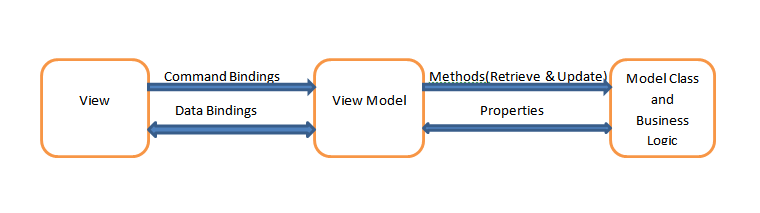 View
Command Bindings
Data Bindings
View Model
Methods(Retrieve & Update)
Properties
Model Class
and
Business
Logic